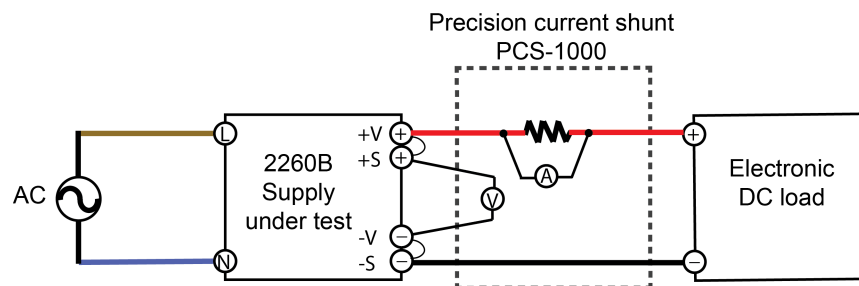 Precision current shunt
PCS-1000
AC
L
N
2260B
Supply
under test
+V
+S
-V
-S
+
+
−
−
V
A
+
−
Electronic
DC load